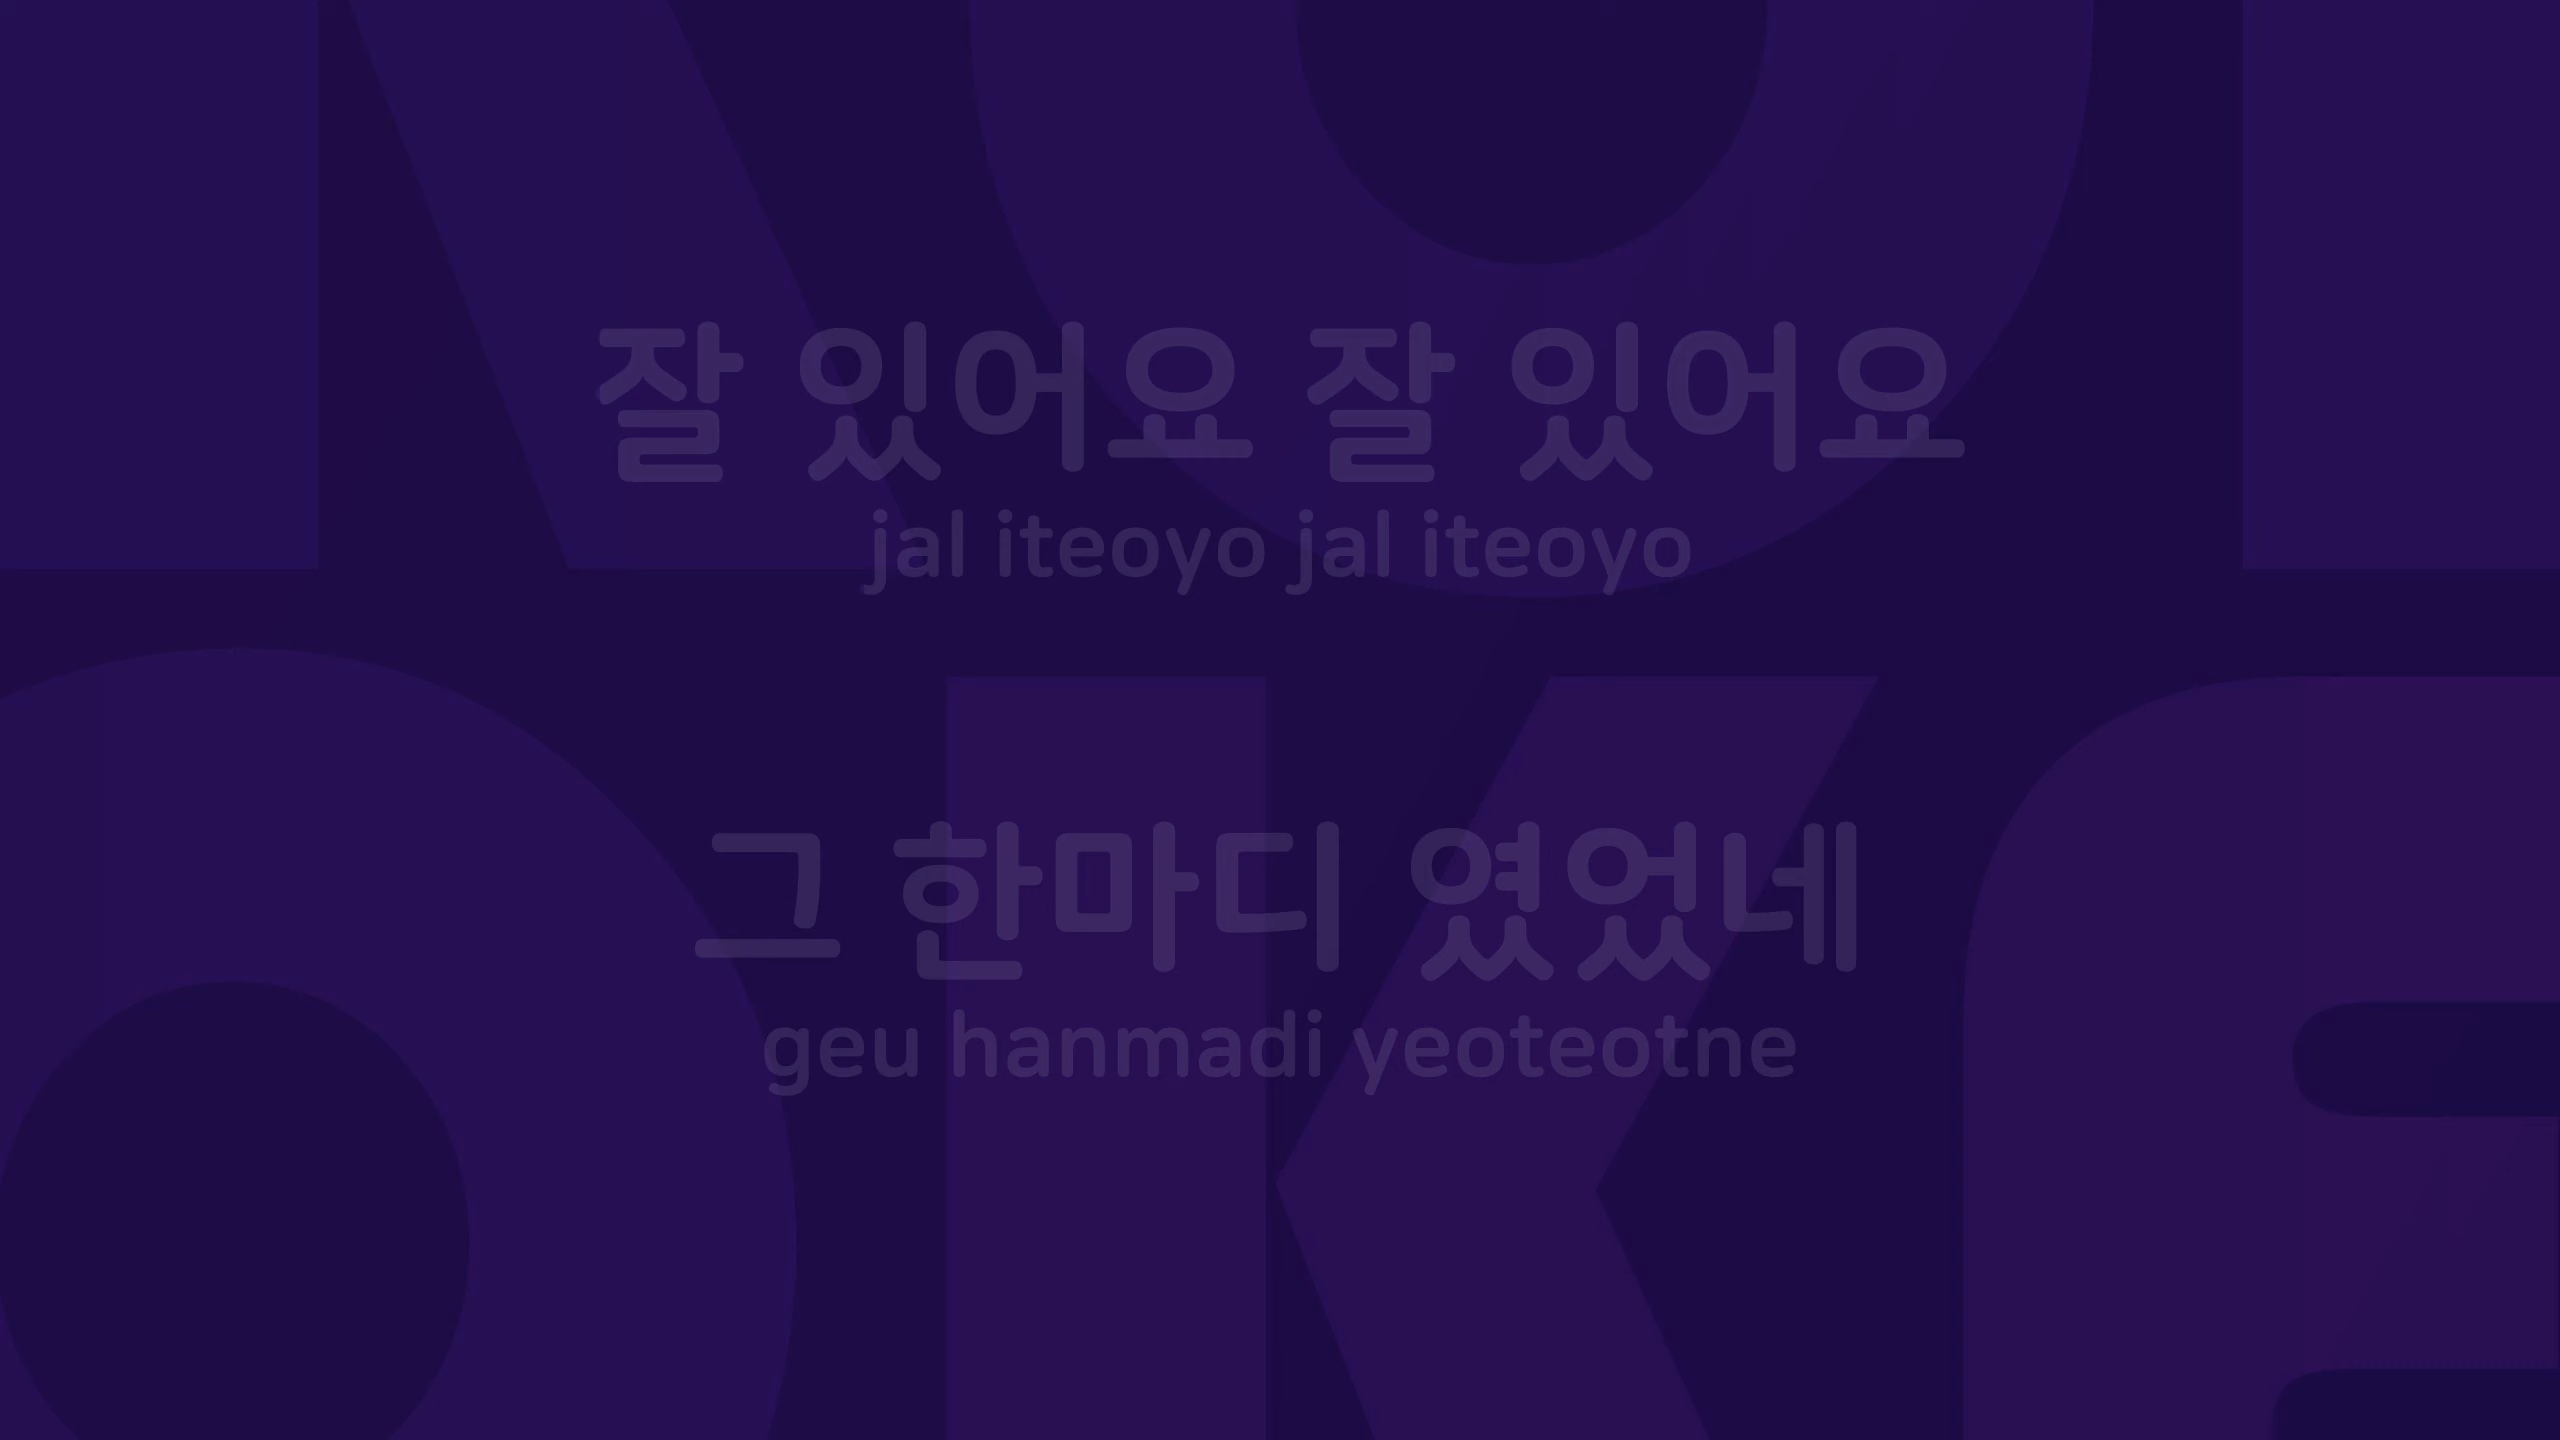 잘 있어요 잘 있어요
jal iteoyo jal iteoyo
그 한마디 였었네
geu hanmadi yeoteotne